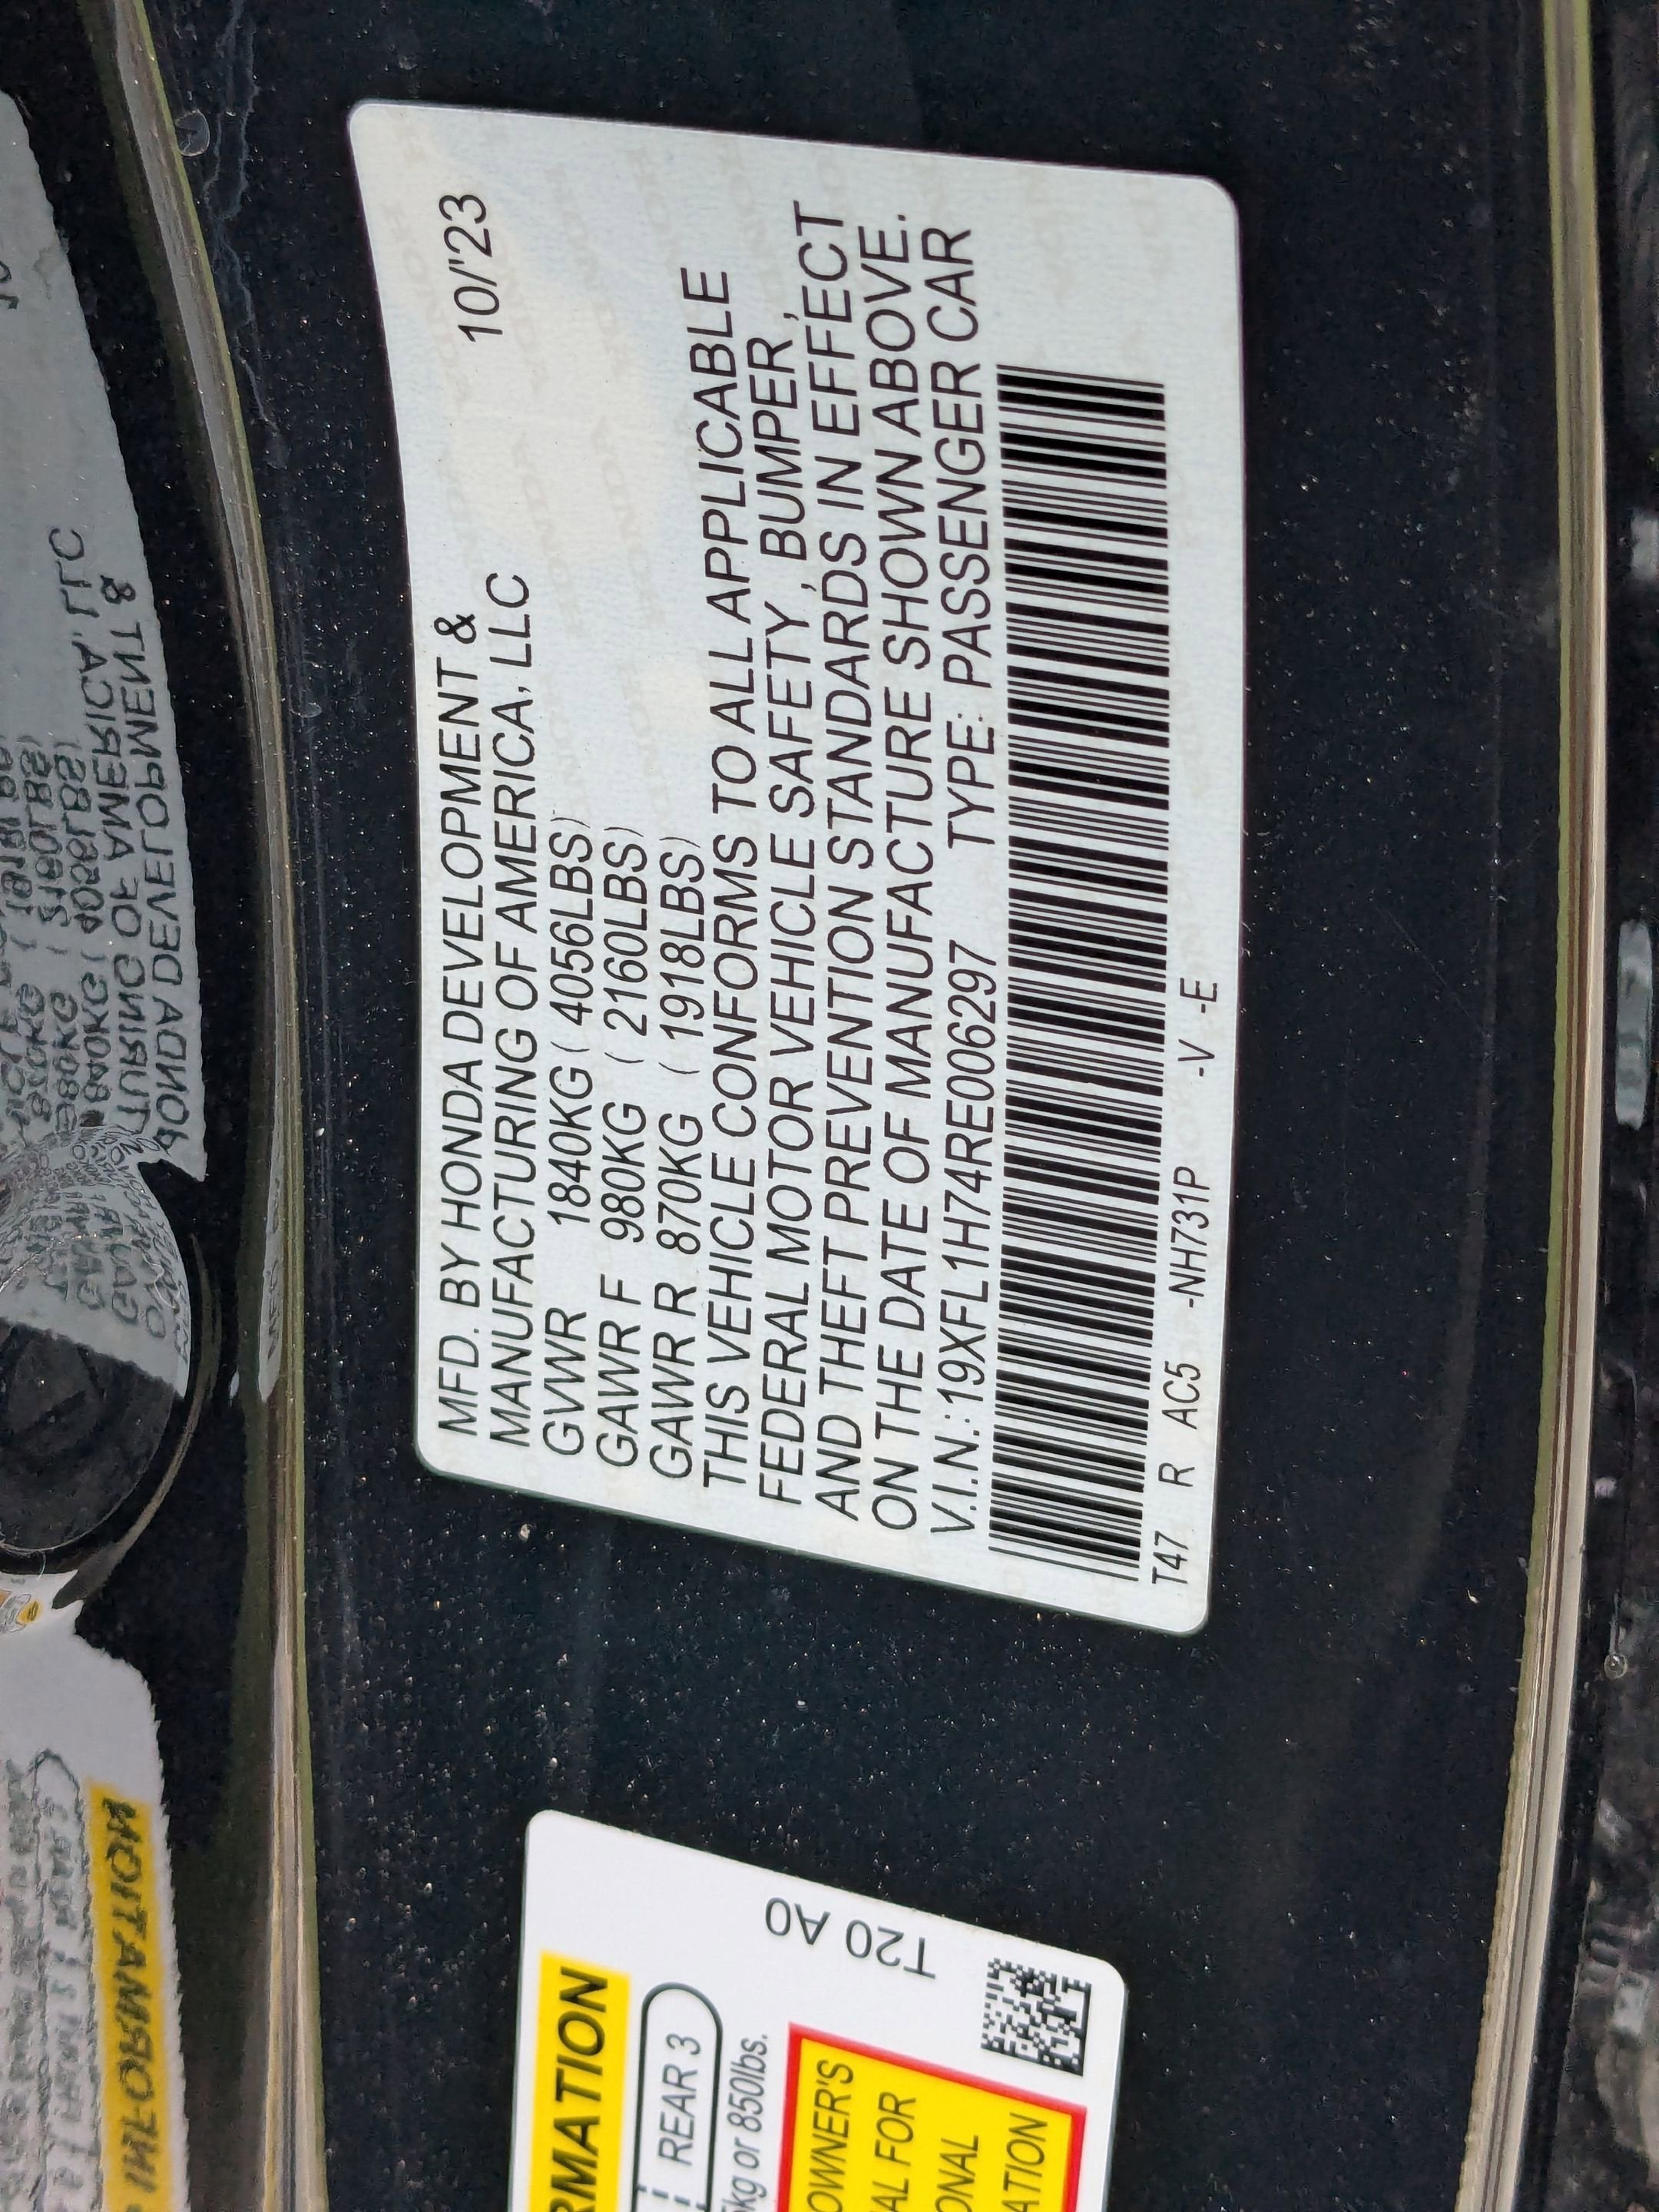 MFD. BY HONDA DEVELOPMENT & 10/'23
MANUFACTURING OF AMERICA, LLC
GVWR 1840KG ( 4056LBS)
GAWR F 980KG ( 2160LBS)
GAWR R 870KG ( 1918LBS)
THIS VEHICLE CONFORMS TO ALL APPLICABLE
FEDERAL MOTOR VEHICLE SAFETY , BUMPER ,
AND THEFT PREVENTION STANDARDS IN EFFECT
ON THE DATE OF MANUFACTURE SHOWN ABOVE.
V.I.N.:19XFL1H74RE006297 TYPE: PASSENGER CAR
T47 R AC5 -NH731P -V -E
T20 A0
RMATION
REAR 3
kg or 850lbs.
OWNER'S
AL FOR
ONAL
ATION